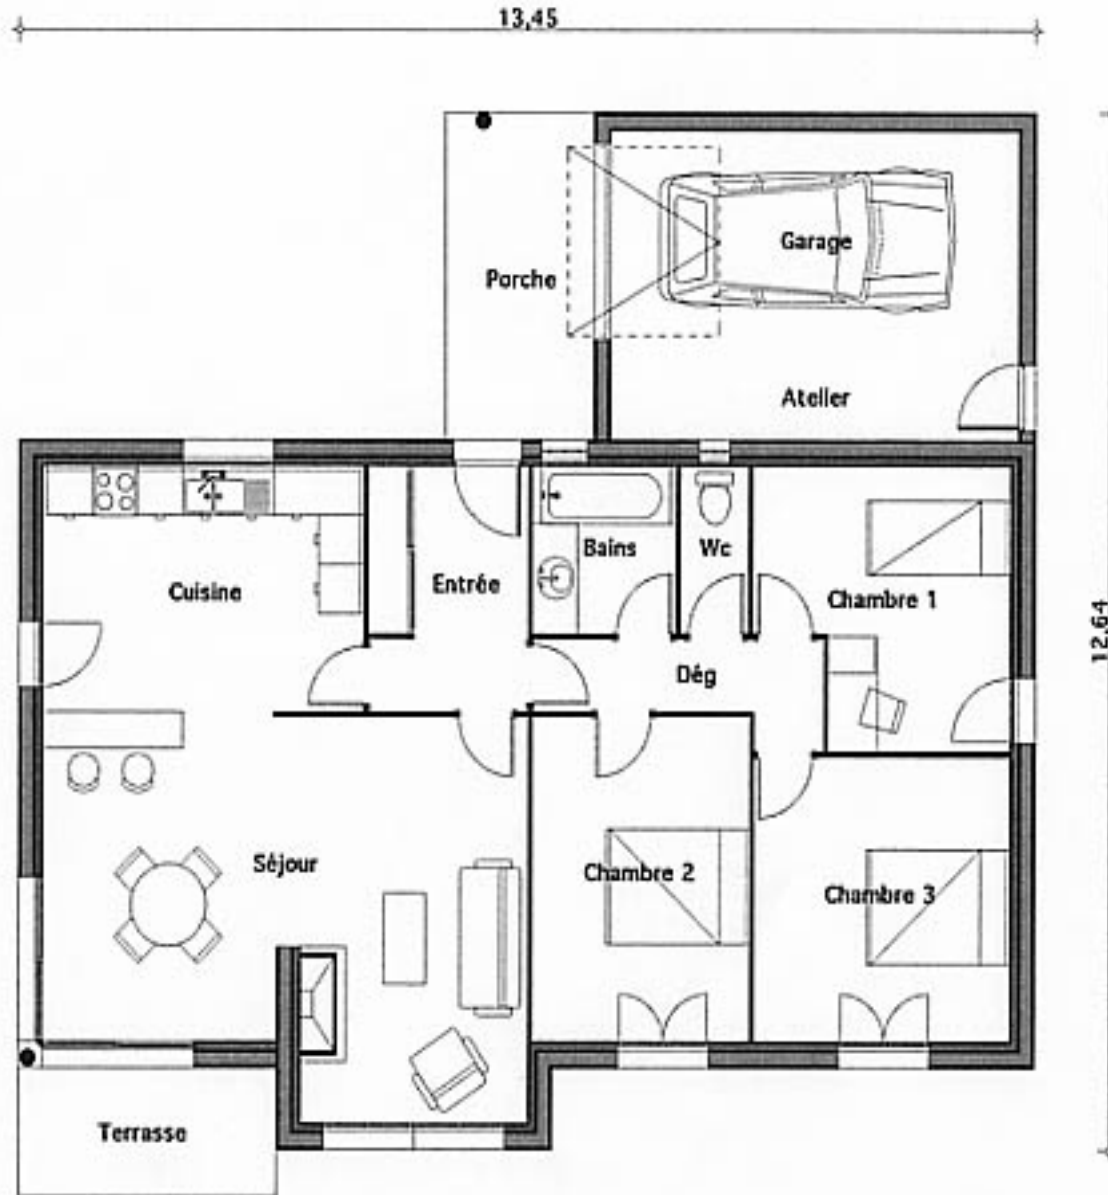 13,45
Porche
Garage
Atelier
Cuisine
Entrée
Bains
Wc
Chambre 1
Dég
12,64
Séjour
Chambre 2
Chambre 3
Terrasse